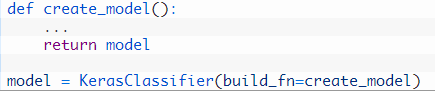 def create_model():
    ...
    return model
model = KerasClassifier(build_fn=create_model)